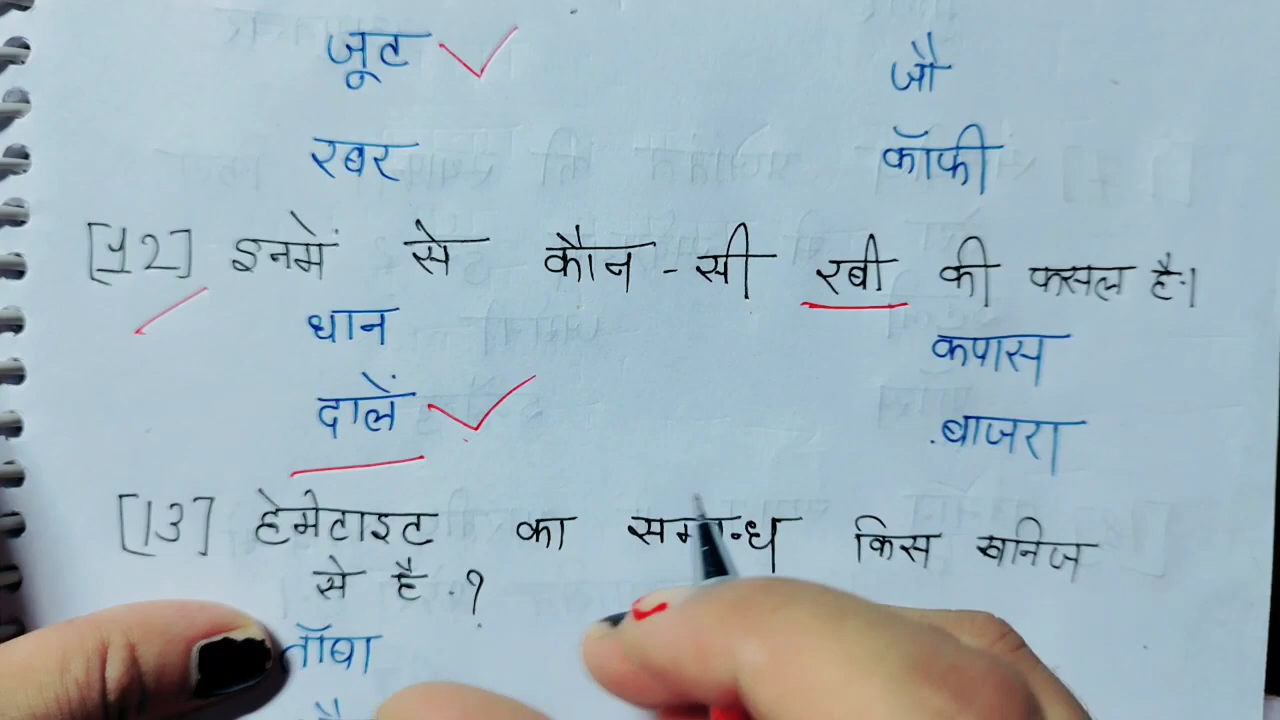 जूट जौ
रबर कॉफी
[12] इनमें से कौन - सी रबी की फसल है।
धान कपास
दालें बाजरा
[13] हेमेटाइट का सम्बन्ध किस खनिज
से है ?
ताँबा